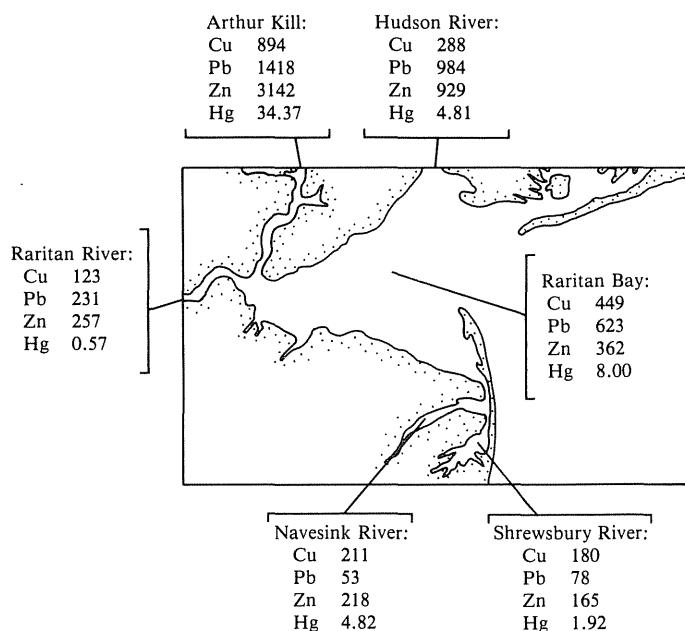 Arthur Kill:
Cu 894
Pb 1418
Zn 3142
Hg 34.37
Hudson River:
Cu 288
Pb 984
Zn 929
Hg 4.81
Raritan River:
Cu 123
Pb 231
Zn 257
Hg 0.57
Raritan Bay:
Cu 449
Pb 623
Zn 362
Hg 8.00
Navesink River:
Cu 211
Pb 53
Zn 218
Hg 4.82
Shrewsbury River:
Cu 180
Pb 78
Zn 165
Hg 1.92